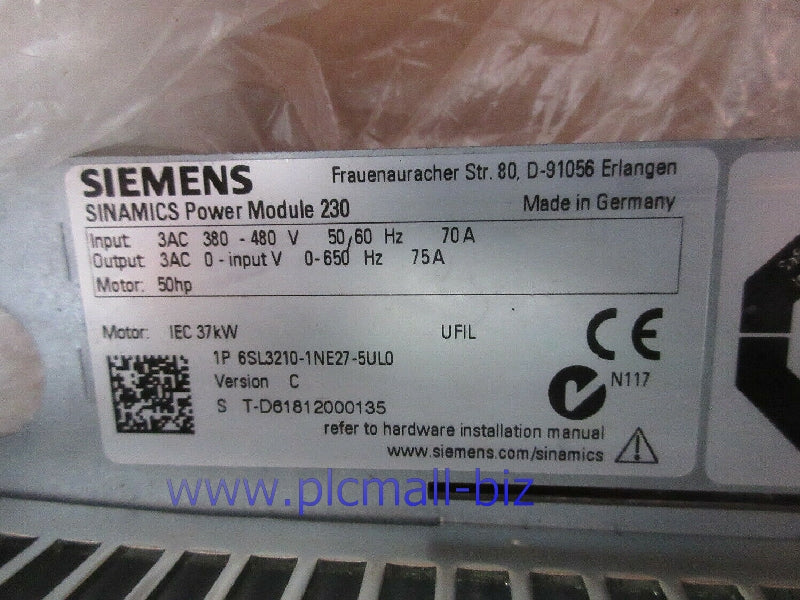 SIEMENS
Frauenauracher Str. 80, D-91056 Erlangen
SINAMICS Power Module 230
Made in Germany
Input: 3AC 380 - 480 V 50/60 Hz 70 A
Output: 3AC 0 - input V 0-650 Hz 75 A
Motor: 50hp
Motor: IEC 37kW UFIL
CE
1P 6SL3210-1NE27-5UL0
Version C
N117
S T-D61812000135
refer to hardware installation manual
www.siemens.com/sinamics
www.plcmall-biz